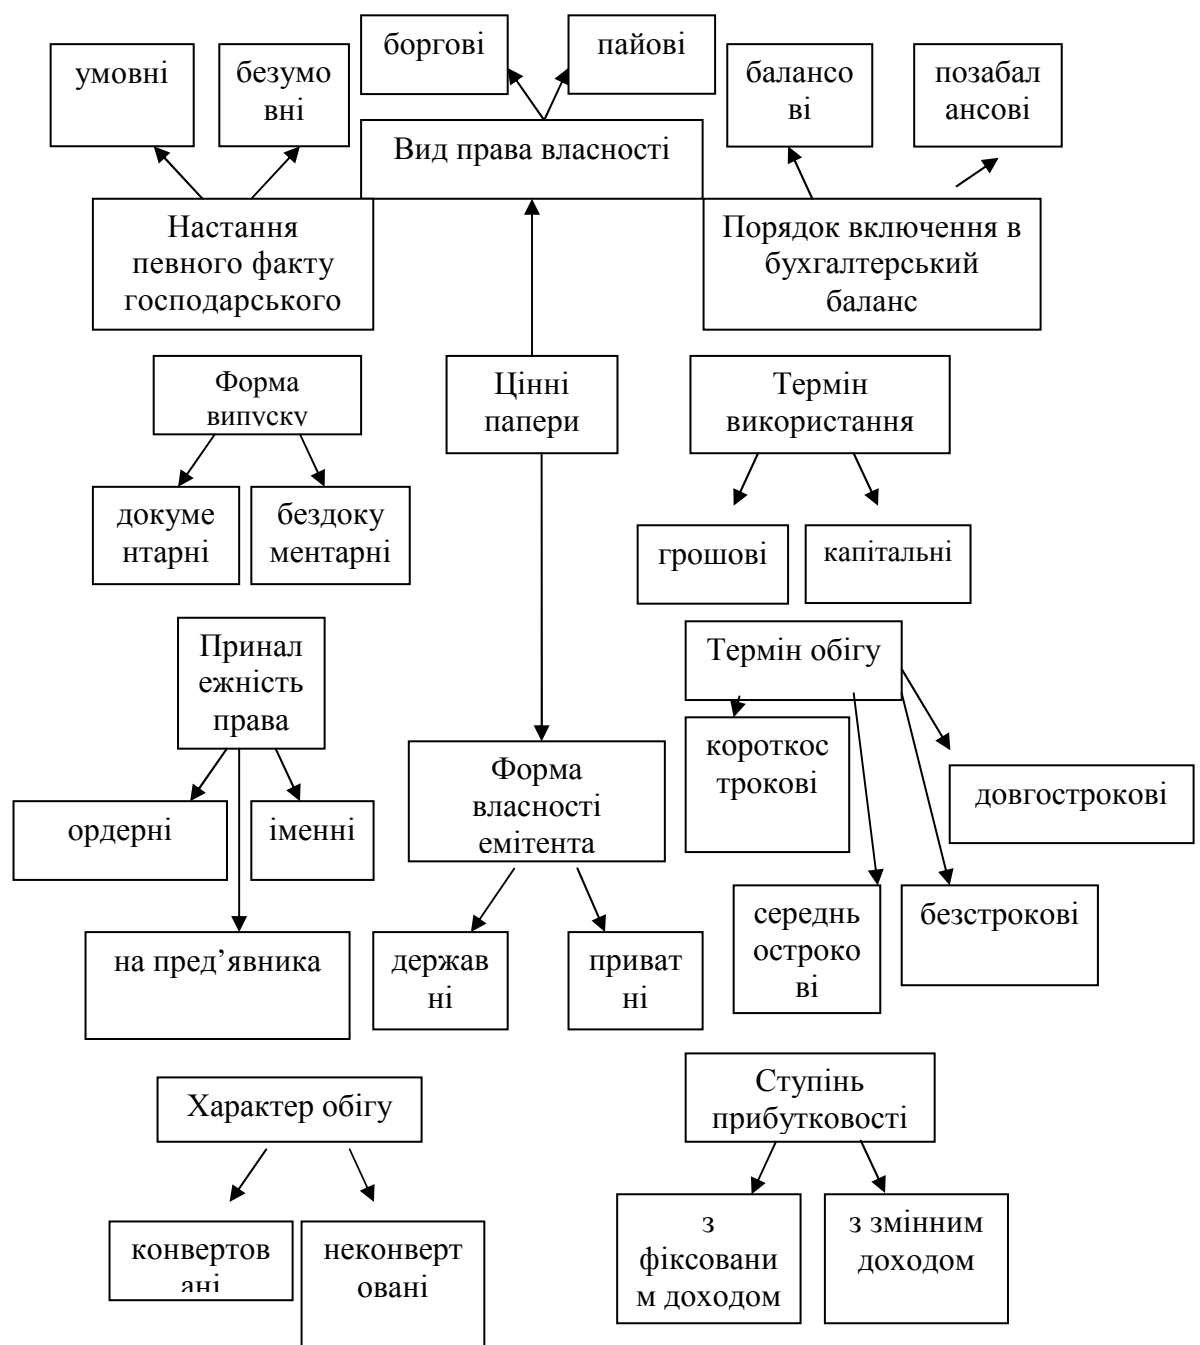 боргові
пайові
умовні
безумо
вні
балансо
ві
позабал
ансові
Вид права власності
Настання
певного факту
господарського
Порядок включення в
бухгалтерський
баланс
Форма
випуску
Цінні
папери
Термін
використання
докуме
нтарні
бездоку
ментарні
грошові
капітальні
Принал
ежність
права
Термін обігу
короткос
трокові
Форма
власності
емітента
довгострокові
ордерні
іменні
середнь
остроко
ві
безстрокові
на пред’явника
держав
ні
приват
ні
Характер обігу
Ступінь
прибутковості
конвертов
ані
неконверт
овані
з
фіксовани
м доходом
з змінним
доходом